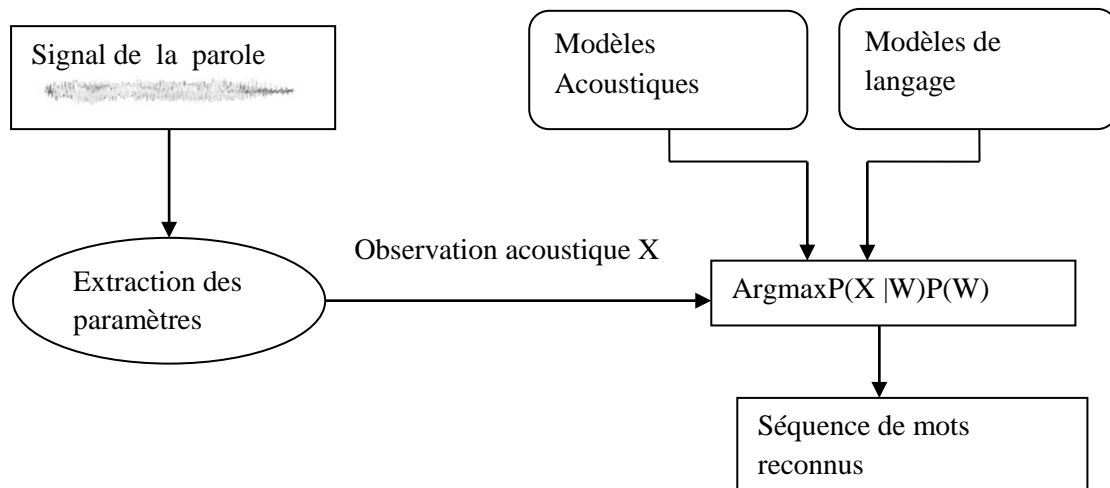 Signal de la parole
Modèles
Acoustiques
Modèles de
langage
Extraction des
paramètres
Observation acoustique X
ArgmaxP(X |W)P(W)
Séquence de mots
reconnus